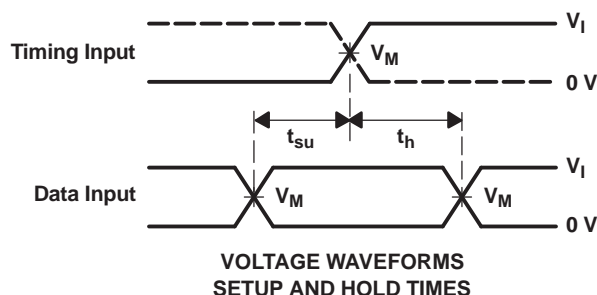 V_I
Timing Input
V_M
0 V
t_su
t_h
V_I
Data Input
V_M
V_M
0 V
VOLTAGE WAVEFORMS
SETUP AND HOLD TIMES